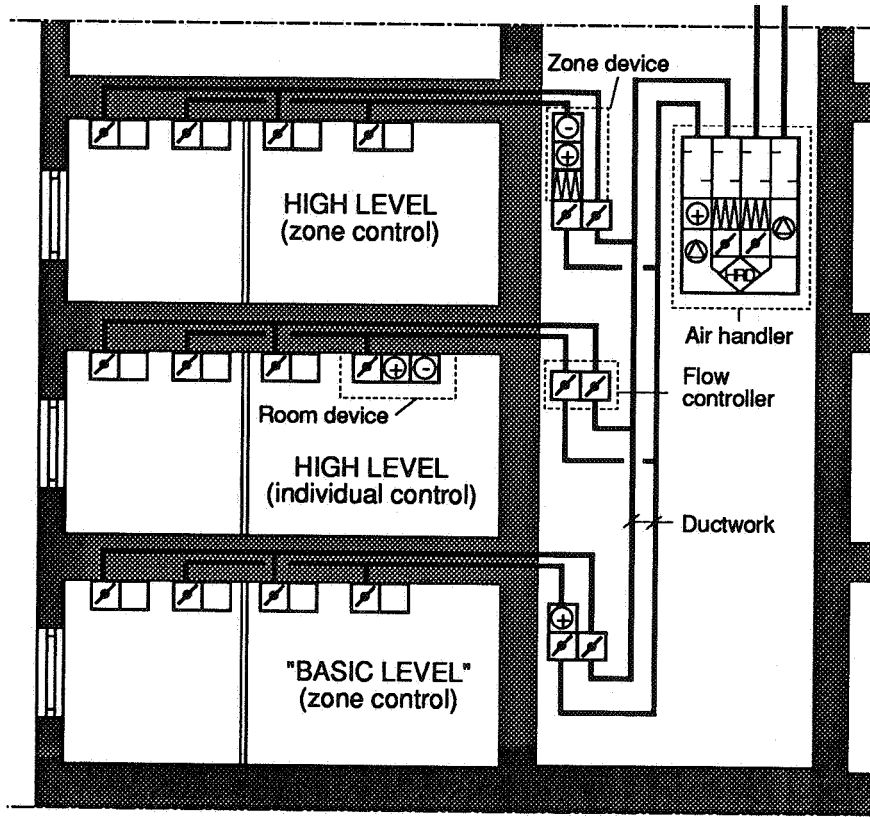 Zone device
HIGH LEVEL
(zone control)
HRD
Air handler
Room device
Flow
controller
HIGH LEVEL
(individual control)
Ductwork
"BASIC LEVEL"
(zone control)